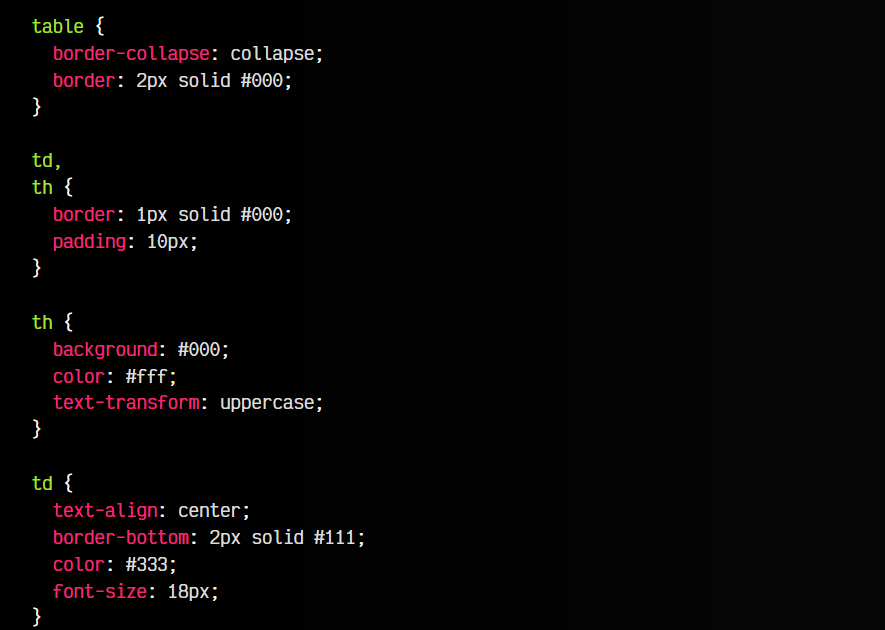 table {
  border-collapse: collapse;
  border: 2px solid #000;
}

td,
th {
  border: 1px solid #000;
  padding: 10px;
}

th {
  background: #000;
  color: #fff;
  text-transform: uppercase;
}

td {
  text-align: center;
  border-bottom: 2px solid #111;
  color: #333;
  font-size: 18px;
}